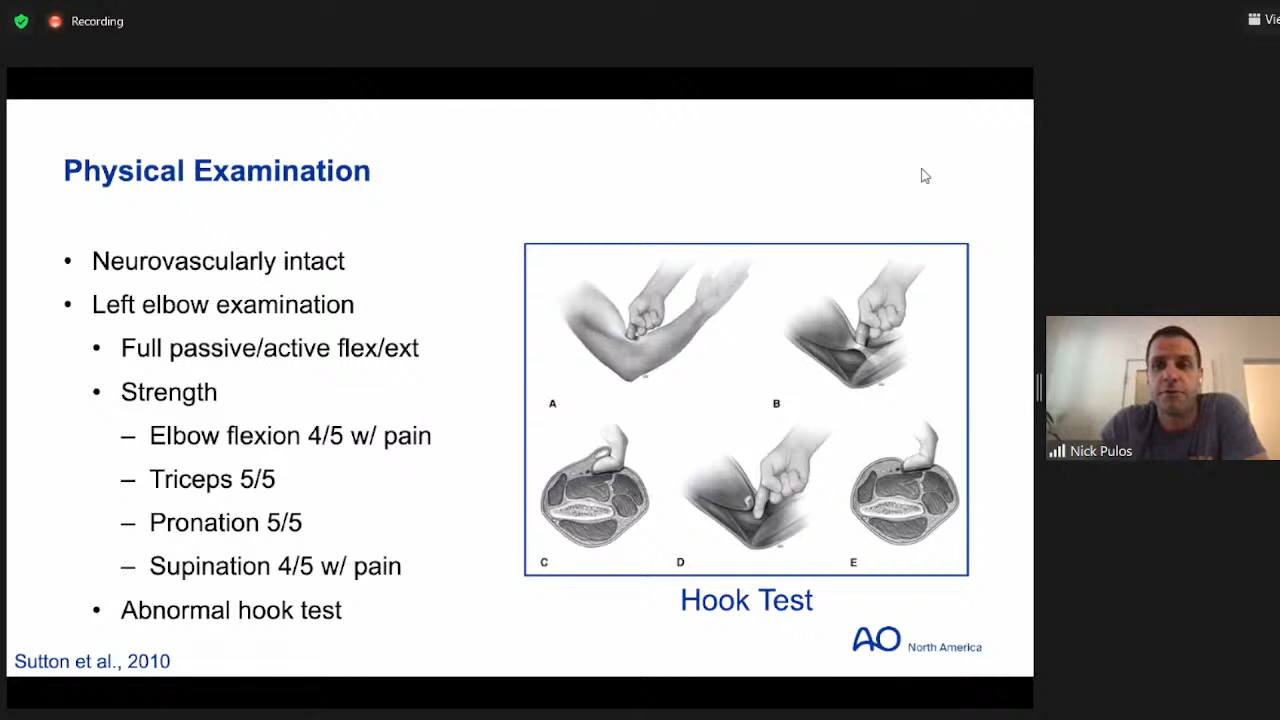 Recording
Vie
Physical Examination
• Neurovascularly intact
• Left elbow examination
• Full passive/active flex/ext
• Strength
– Elbow flexion 4/5 w/ pain
– Triceps 5/5
– Pronation 5/5
– Supination 4/5 w/ pain
• Abnormal hook test
Sutton et al., 2010
A
B
C
D
E
Hook Test
AO North America
Nick Pulos